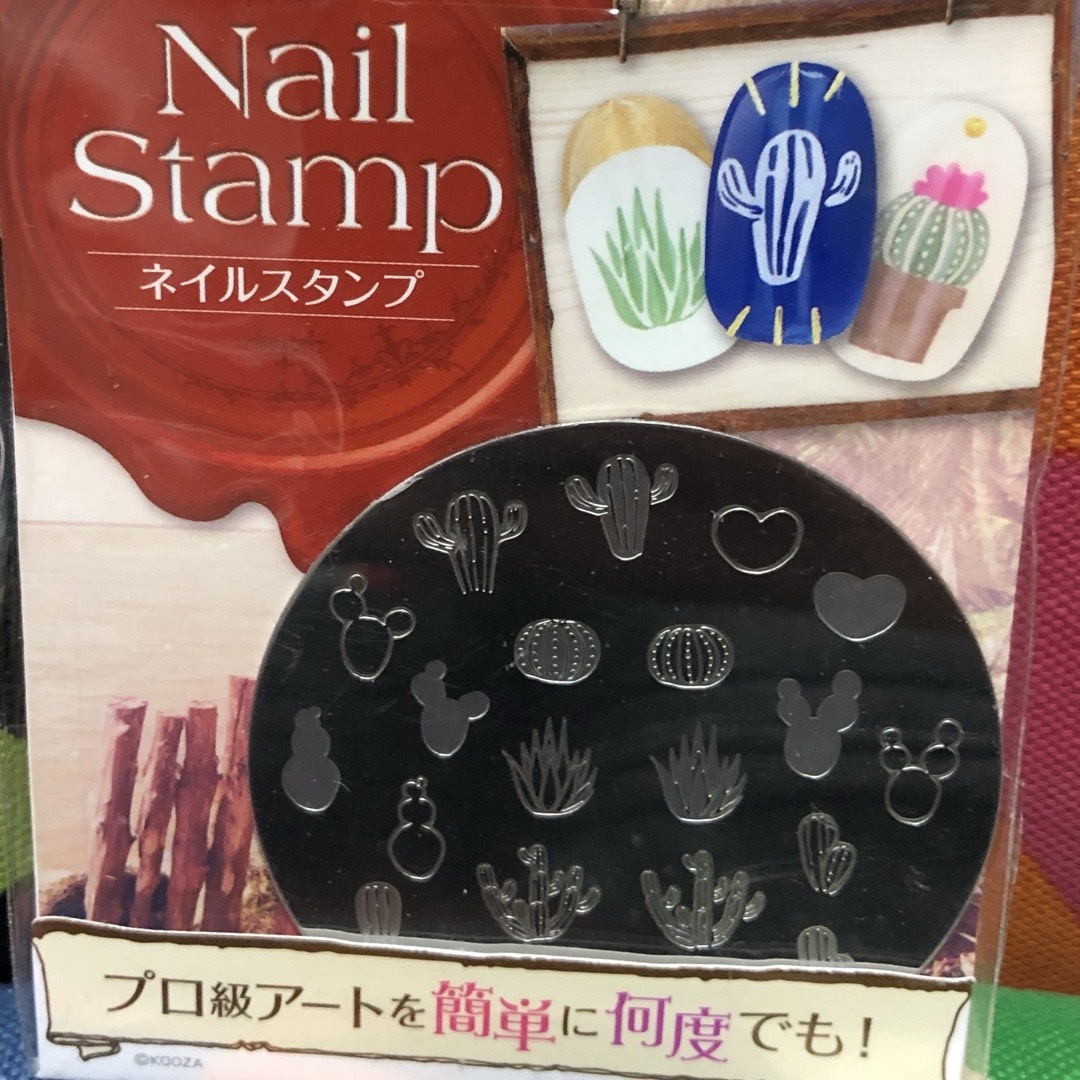 Nail
Stamp
ネイルスタンプ
プロ級アートを簡単に何度でも！
©KOOZA